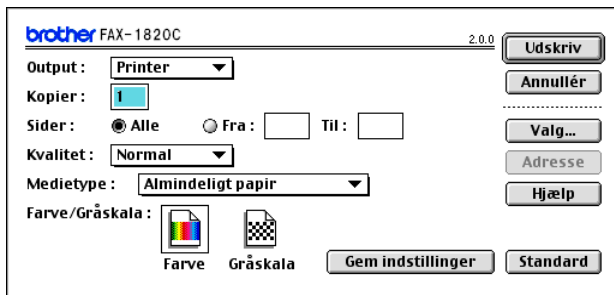 brother FAX-1820C 2.0.0 Udskriv
Output : Printer
Annullér
Kopier : 1
Sider : Alle Fra : Til :
Valg...
Kvalitet : Normal
Adresse
Medietype : Almindeligt papir
Hjælp
Farve/Gråskala :
Farve Gråskala Gem indstillinger Standard